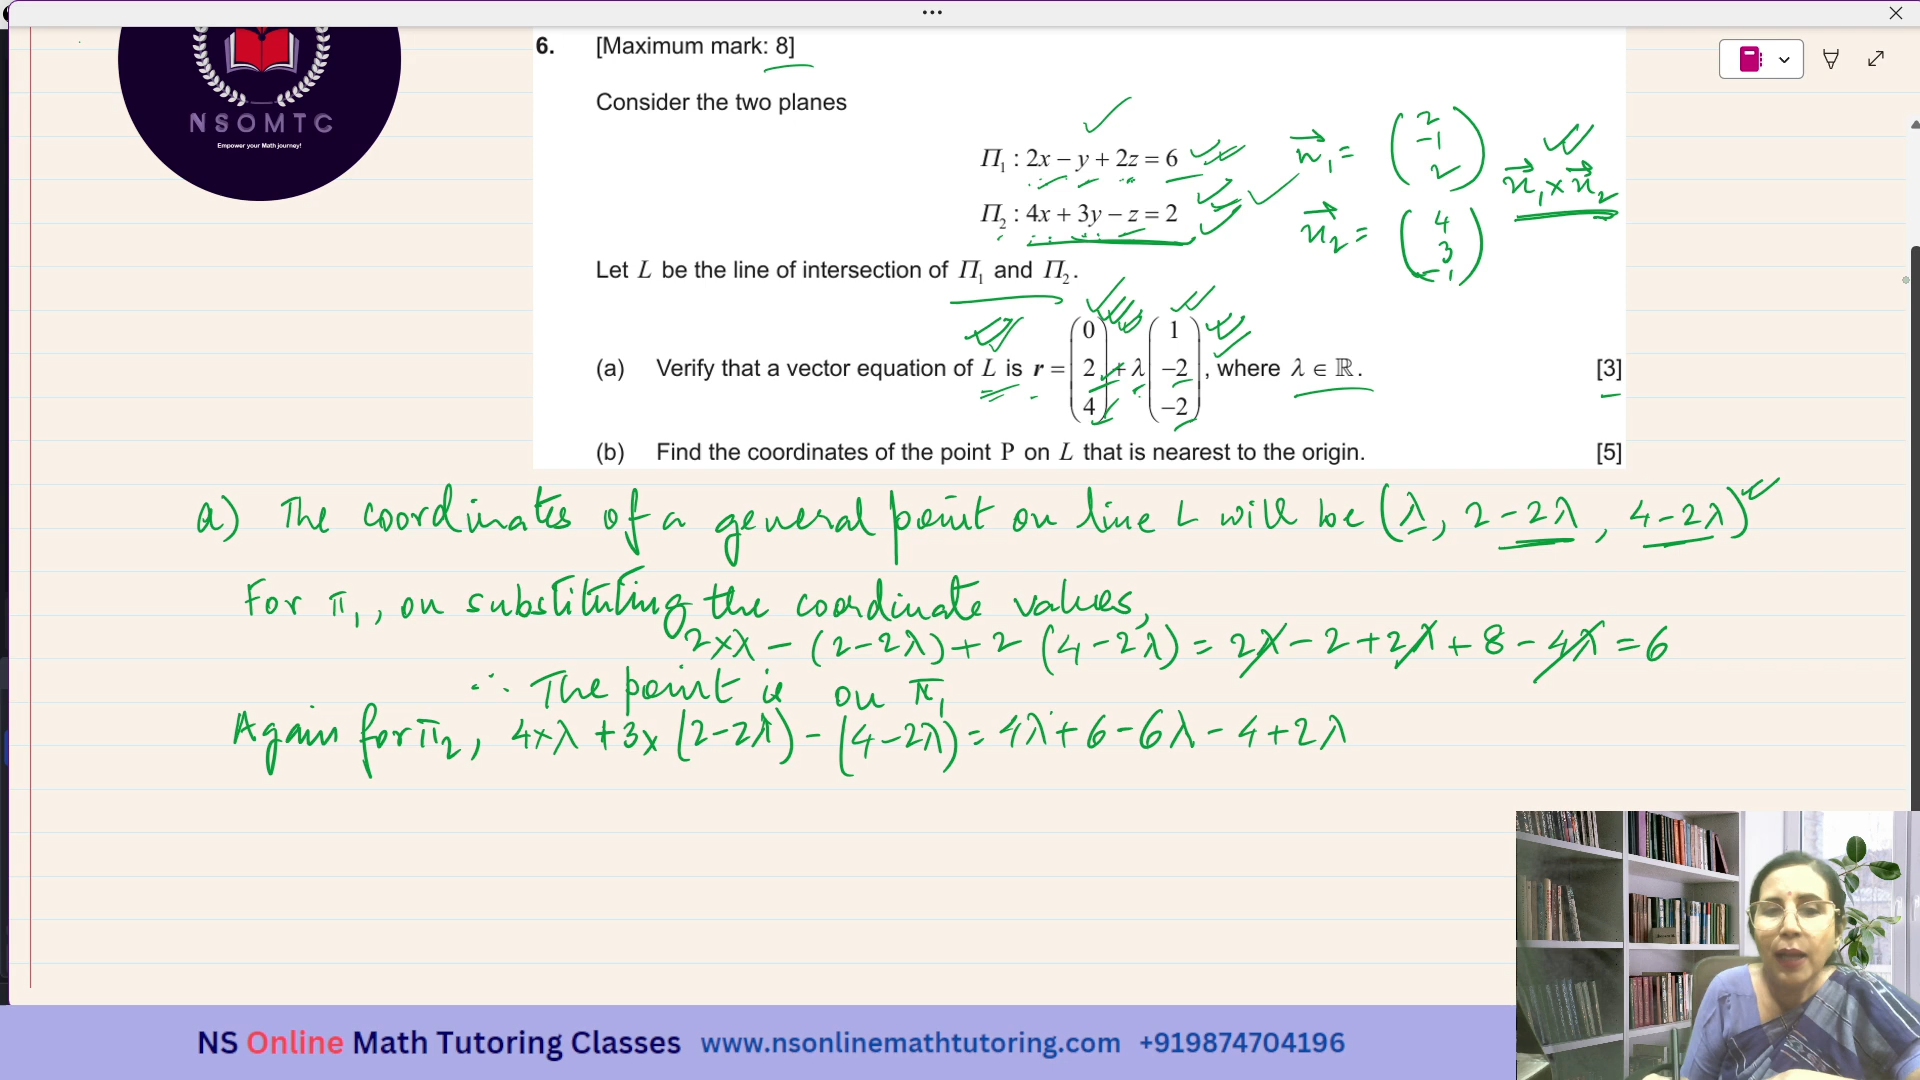 NSOMTC
Empower your Math journey!
6. [Maximum mark: 8]
Consider the two planes
Π₁ : 2x − y + 2z = 6
Π₂ : 4x + 3y − z = 2
n₁ = (2 −1 2)
n₂ = (4 3 −1)
n₁ × n₂
Let L be the line of intersection of Π₁ and Π₂.
(a) Verify that a vector equation of L is r = (0 2 4) + λ (1 −2 −2), where λ ∈ ℝ. [3]
(b) Find the coordinates of the point P on L that is nearest to the origin. [5]
a) The coordinates of a general point on line L will be (λ, 2−2λ, 4−2λ)
For π₁, on substituting the coordinate values,
2×λ − (2−2λ) + 2 (4−2λ) = 2λ − 2 + 2λ + 8 − 4λ = 6
∴ The point is on π₁
Again for π₂, 4×λ + 3× (2−2λ) − (4−2λ) = 4λ + 6 − 6λ − 4 + 2λ
NS Online Math Tutoring Classes www.nsonlinemathtutoring.com +919874704196